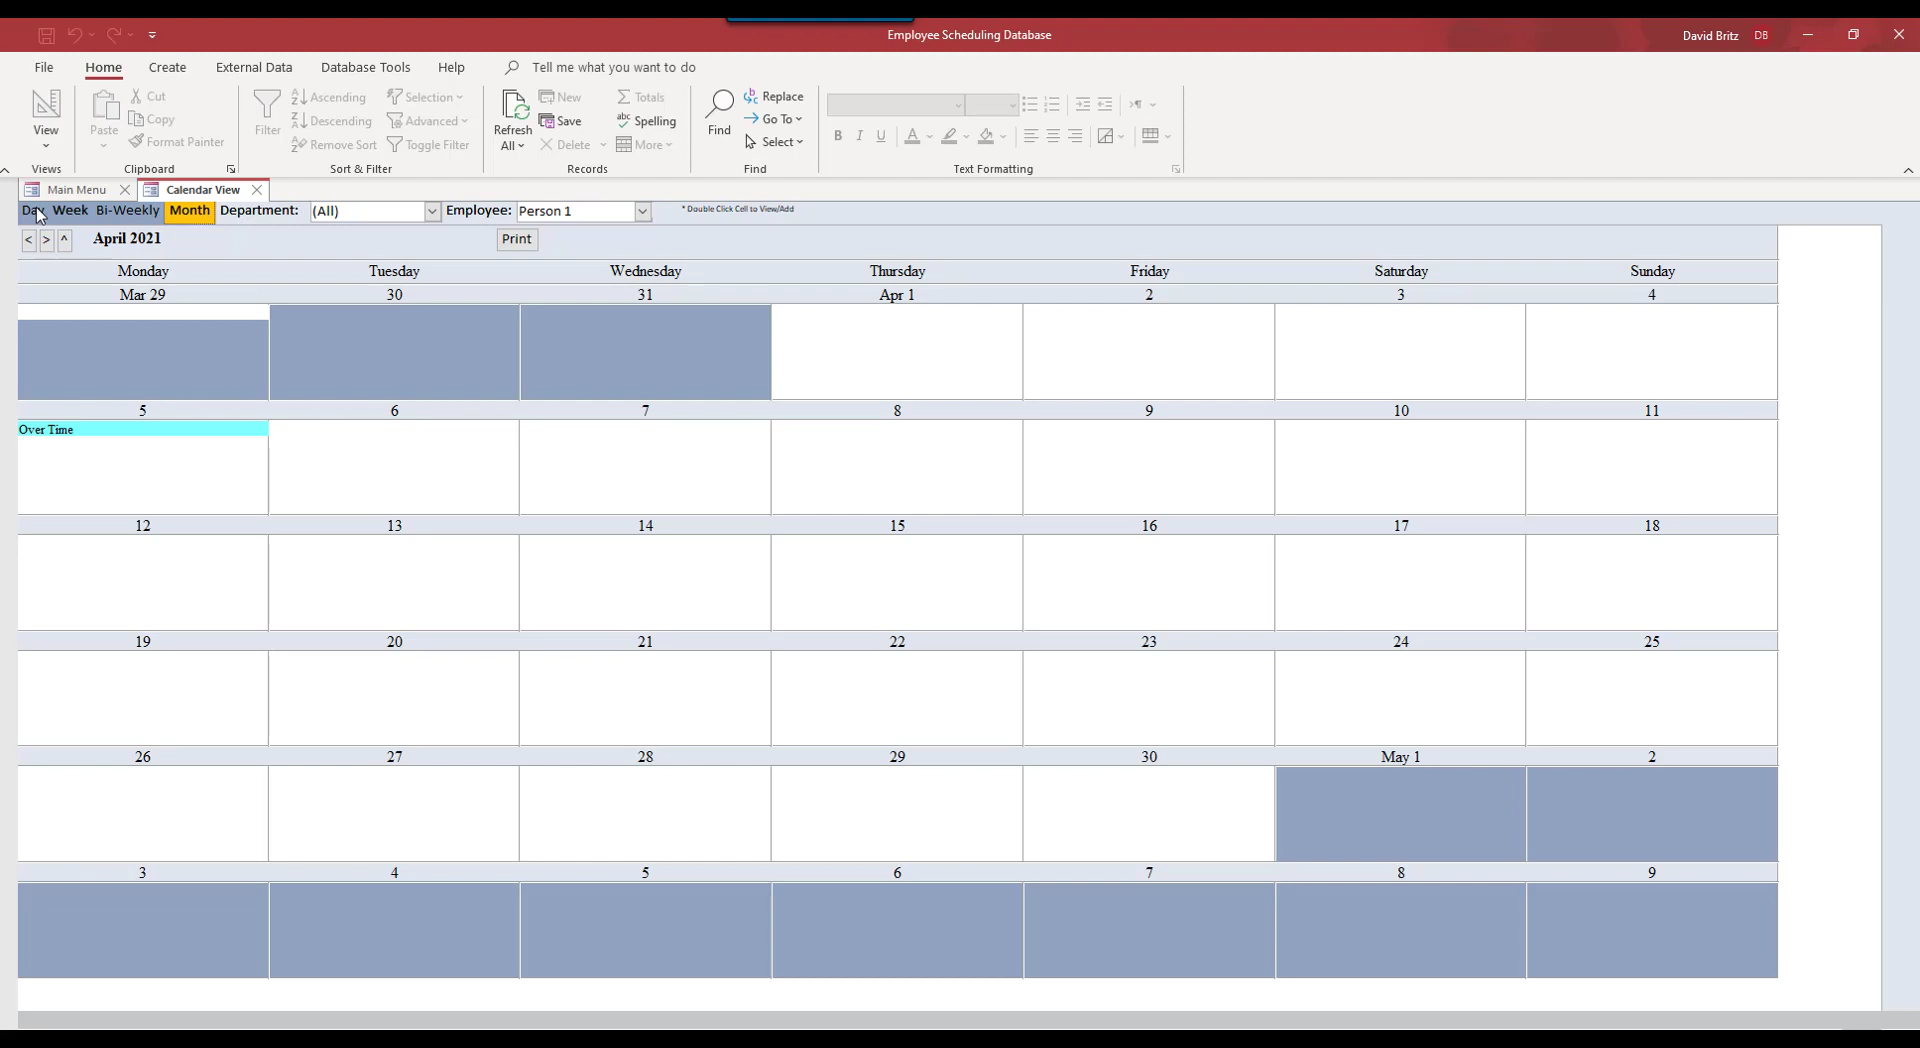 Employee Scheduling Database
David Britz DB
File Home Create External Data Database Tools Help Tell me what you want to do
View
Paste
Cut
Copy
Format Painter
Filter
Ascending
Descending
Remove Sort
Selection
Advanced
Toggle Filter
Refresh All
New
Save
Delete
Totals
Spelling
More
Find
Replace
Go To
Select
B I U A
Views Clipboard Sort & Filter Records Find Text Formatting
Main Menu Calendar View
Day Week Bi-Weekly Month Department: (All) Employee: Person 1 * Double Click Cell to View/Add
< > ^ April 2021 Print
Monday Tuesday Wednesday Thursday Friday Saturday Sunday
Mar 29 30 31 Apr 1 2 3 4
5 6 7 8 9 10 11
Over Time
12 13 14 15 16 17 18
19 20 21 22 23 24 25
26 27 28 29 30 May 1 2
3 4 5 6 7 8 9